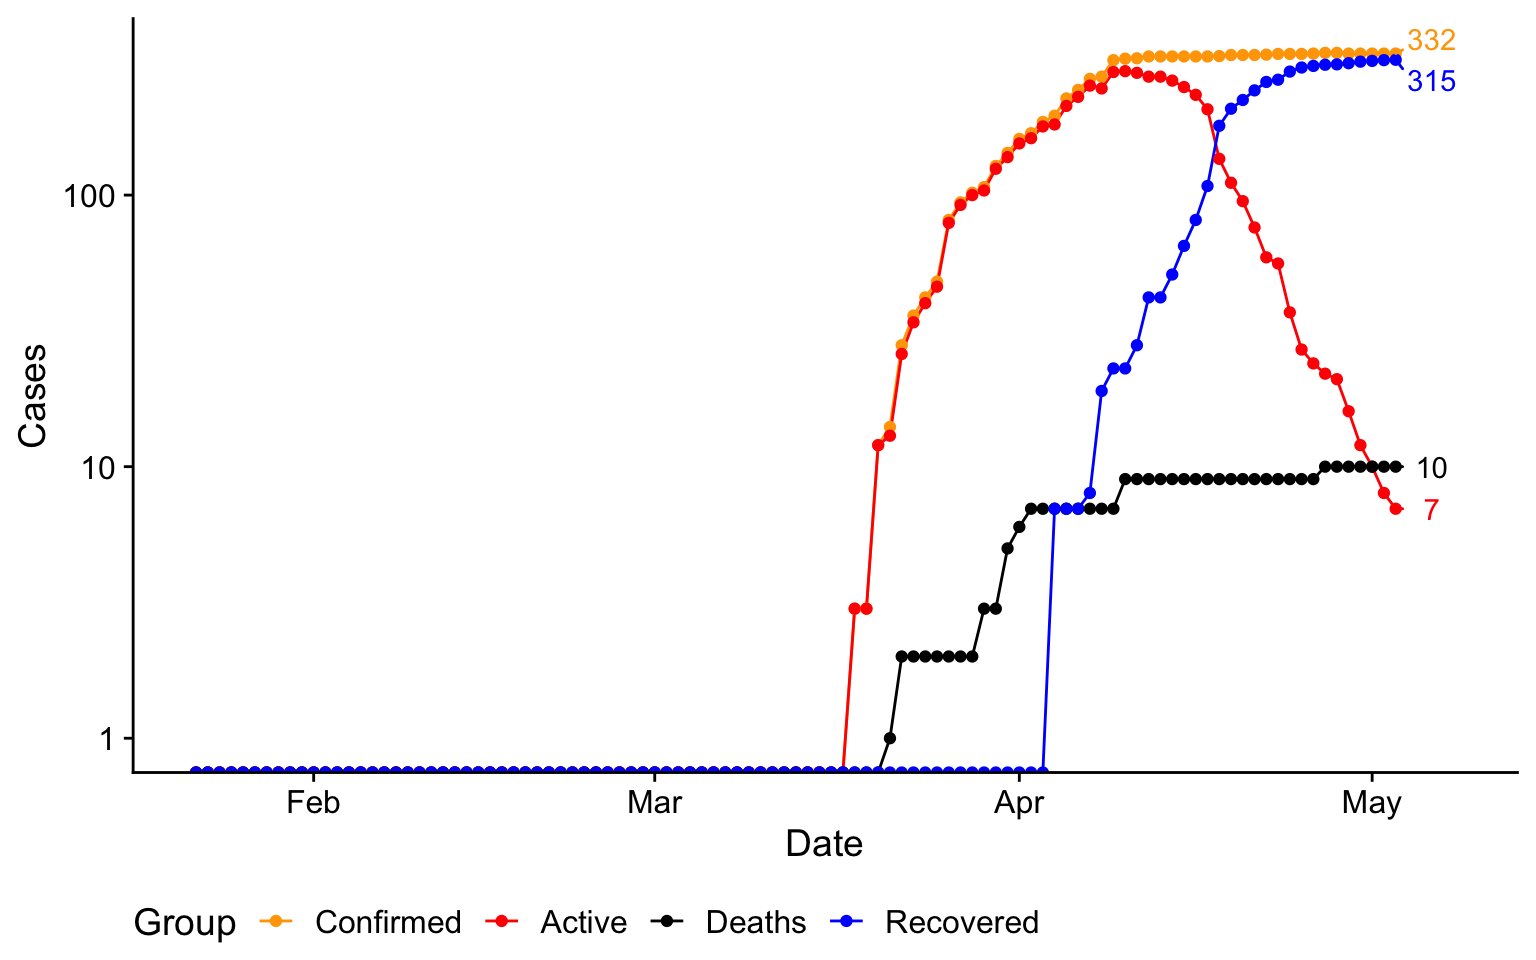 332
315
100
10
10
7
1
Cases
Feb Mar Apr May
Date
Group Confirmed Active Deaths Recovered